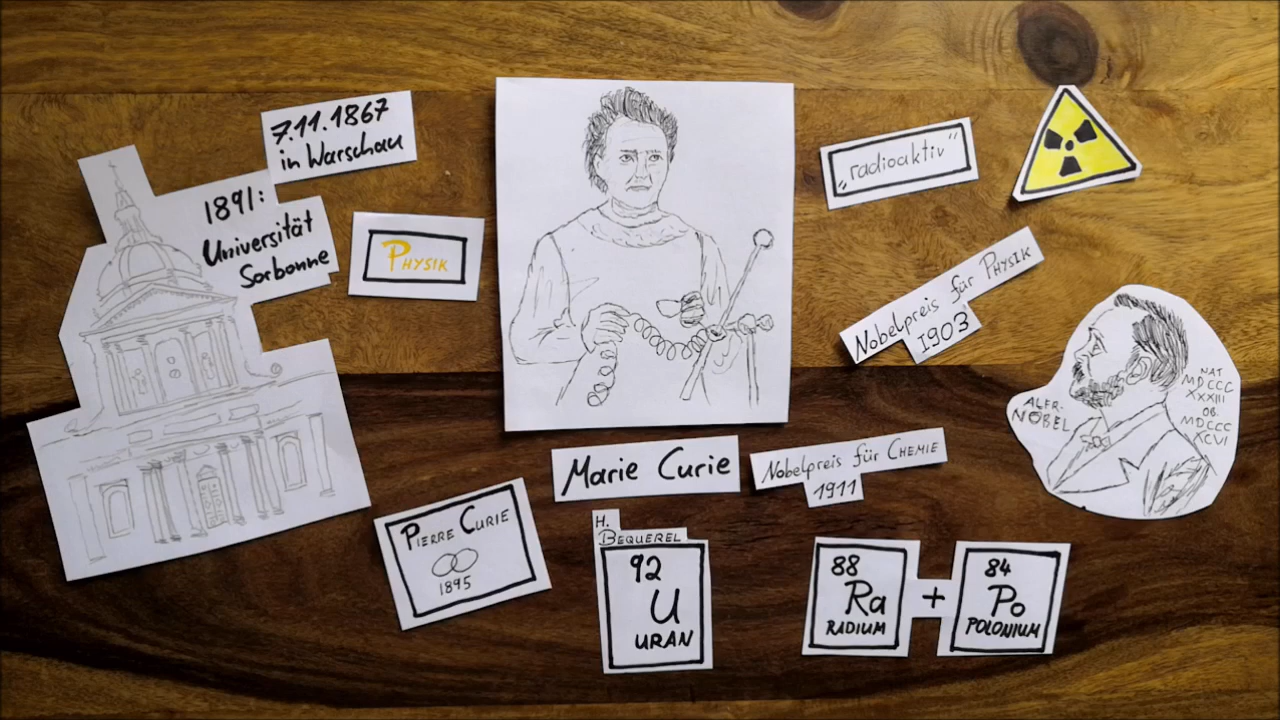 7.11.1867
in Warschau
1891:
Universität
Sorbonne
PHYSIK
„radioaktiv“
Nobelpreis für PHYSIK
1903
ALFR.
NOBEL
NAT
MDCCC
XXXIII
OB.
MDCCC
XCVI
Marie Curie
Nobelpreis für CHEMIE
1911
PIERRE CURIE
1895
H.
BEQUEREL
92
U
URAN
88
Ra
RADIUM
+
84
Po
POLONIUM